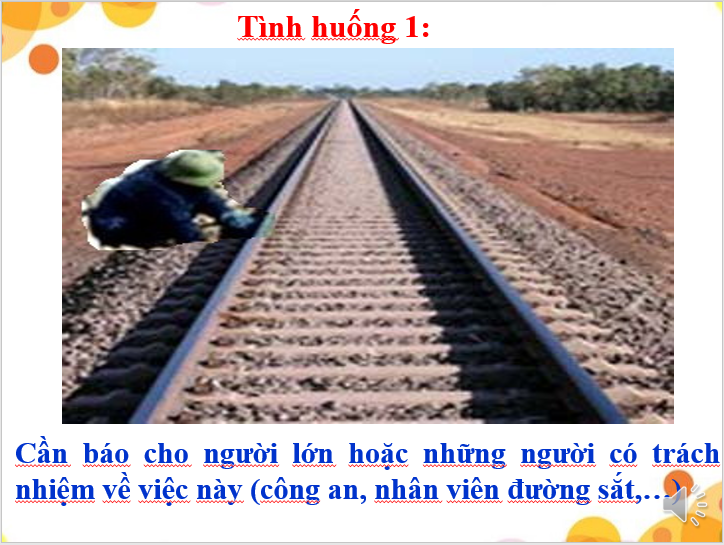 Tình huống 1:
Cần báo cho người lớn hoặc những người có trách
nhiệm về việc này (công an, nhân viên đường sắt,…)